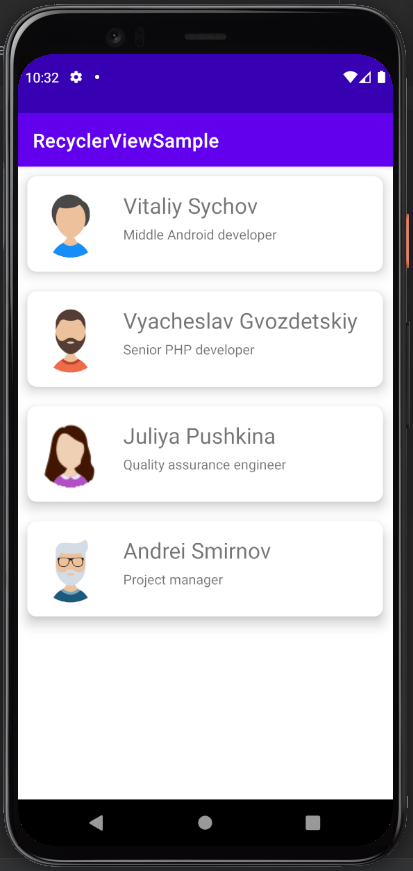 10:32
RecyclerViewSample
Vitaliy Sychov
Middle Android developer
Vyacheslav Gvozdetskiy
Senior PHP developer
Juliya Pushkina
Quality assurance engineer
Andrei Smirnov
Project manager